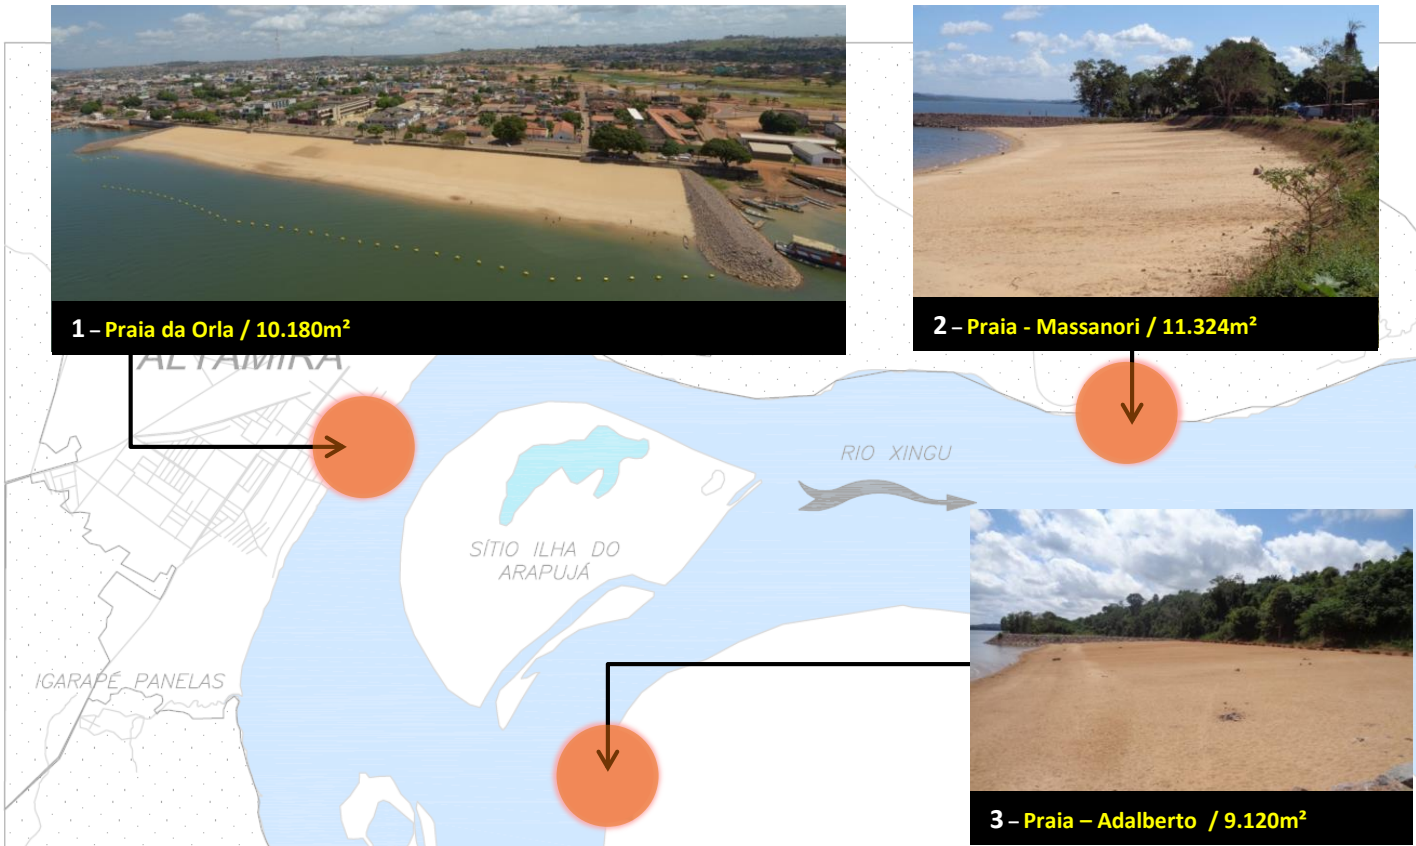 1 – Praia da Orla / 10.180m²
2 – Praia - Massanori / 11.324m²
ALTAMIRA
RIO XINGU
SÍTIO ILHA DO
ARAPUJÁ
IGARAPÉ PANELAS
3 – Praia – Adalberto / 9.120m²